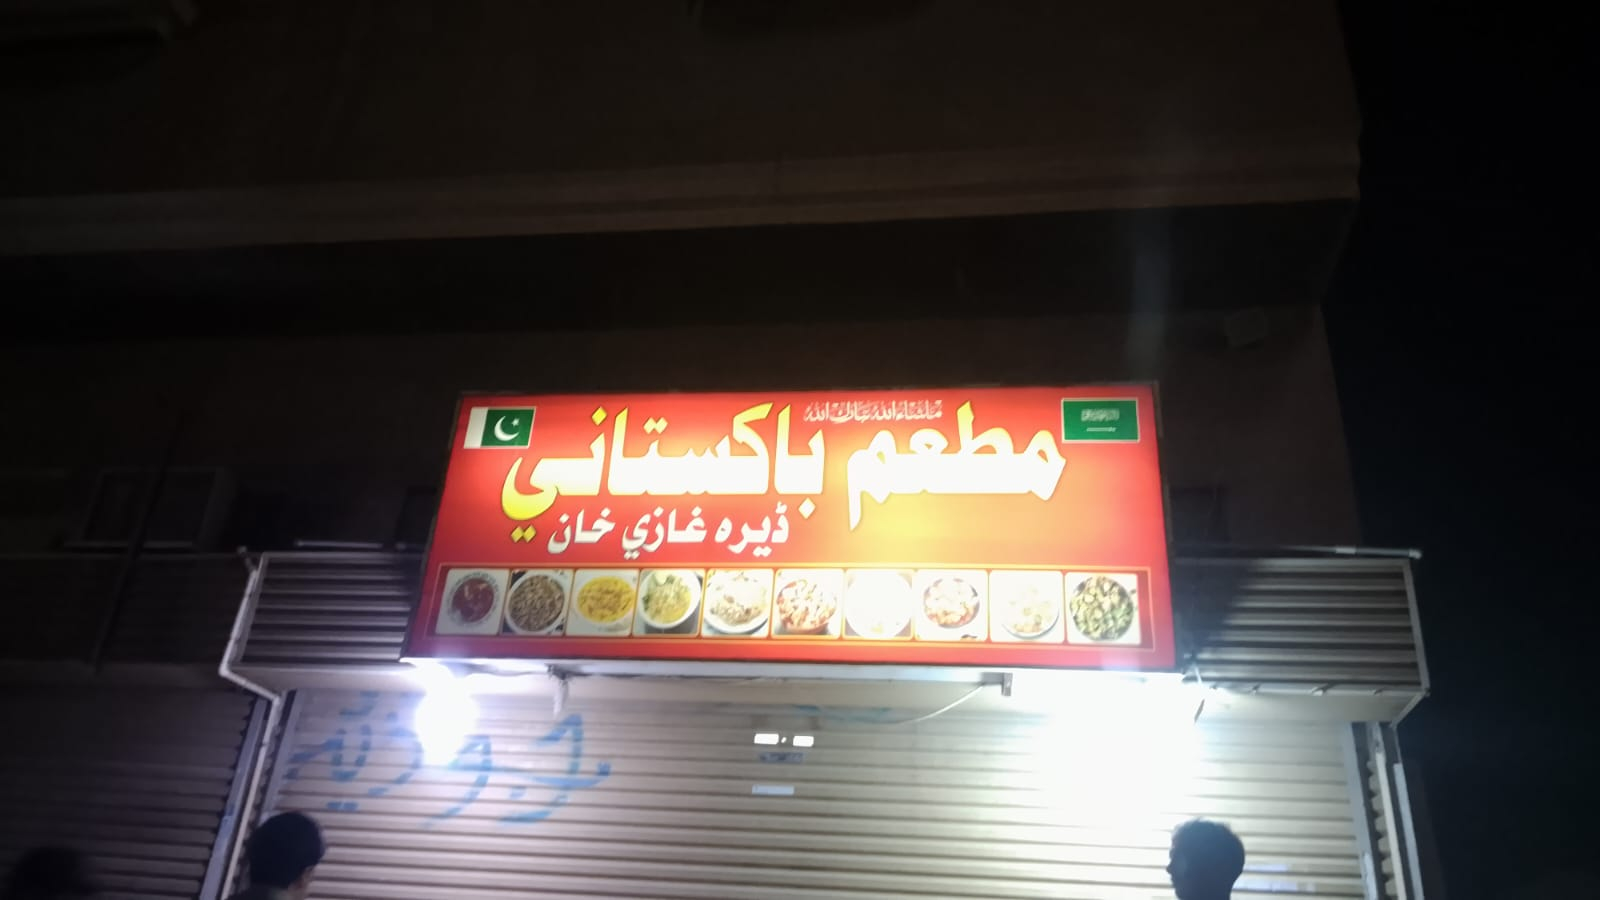 ماشاء الله تبارك الله
مطعم باكستاني
ڈيره غازي خان